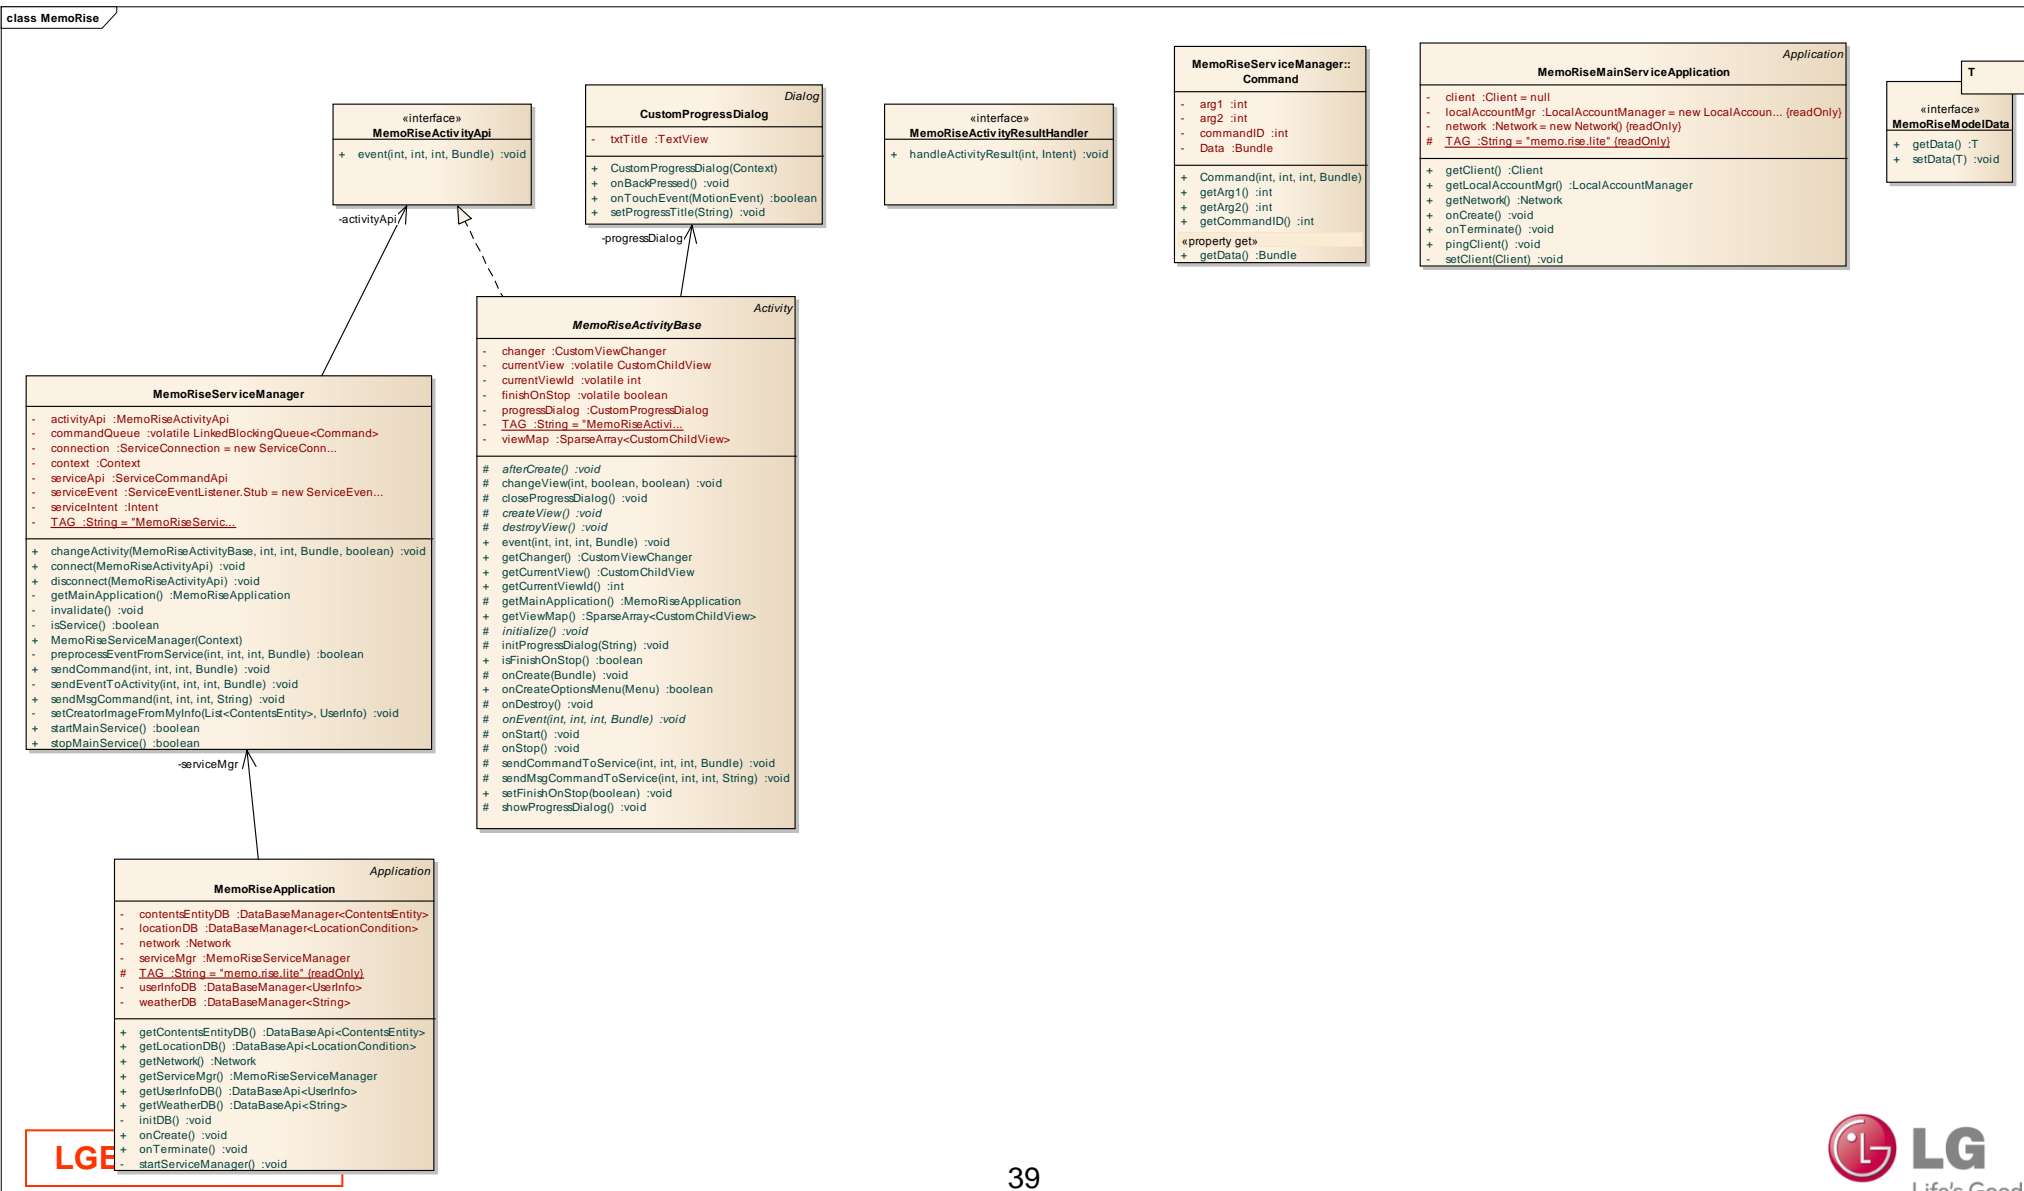 class MemoRise
«interface»
MemoRiseActivityApi
+ event(int, int, int, Bundle) :void
Dialog
CustomProgressDialog
- txtTitle :TextView
+ CustomProgressDialog(Context)
+ onBackPressed() :void
+ onTouchEvent(MotionEvent) :boolean
+ setProgressTitle(String) :void
«interface»
MemoRiseActivityResultHandler
+ handleActivityResult(int, Intent) :void
MemoRiseServiceManager::
Command
- arg1 :int
- arg2 :int
- commandID :int
- Data :Bundle
+ Command(int, int, int, Bundle)
+ getArg1() :int
+ getArg2() :int
+ getCommandID() :int
«property get»
+ getData() :Bundle
Application
MemoRiseMainServiceApplication
- client :Client = null
- localAccountMgr :LocalAccountManager = new LocalAccoun... {readOnly}
- network :Network = new Network() {readOnly}
# TAG :String = "memo.rise.lite" {readOnly}
+ getClient() :Client
+ getLocalAccountMgr() :LocalAccountManager
+ getNetwork() :Network
+ onCreate() :void
+ onTerminate() :void
+ pingClient() :void
- setClient(Client) :void
T
«interface»
MemoRiseModelData
+ getData() :T
+ setData(T) :void
-activityApi
-progressDialog
Activity
MemoRiseActivityBase
- changer :CustomViewChanger
- currentView :volatile CustomChildView
- currentViewId :volatile int
- finishOnStop :volatile boolean
- progressDialog :CustomProgressDialog
- TAG :String = "MemoRiseActivi...
- viewMap :SparseArray<CustomChildView>
# afterCreate() :void
# changeView(int, boolean, boolean) :void
# closeProgressDialog() :void
# createView() :void
# destroyView() :void
+ event(int, int, int, Bundle) :void
+ getChanger() :CustomViewChanger
+ getCurrentView() :CustomChildView
+ getCurrentViewId() :int
# getMainApplication() :MemoRiseApplication
+ getViewMap() :SparseArray<CustomChildView>
# initialize() :void
# initProgressDialog(String) :void
+ isFinishOnStop() :boolean
# onCreate(Bundle) :void
+ onCreateOptionsMenu(Menu) :boolean
# onDestroy() :void
# onEvent(int, int, int, Bundle) :void
# onStart() :void
# onStop() :void
# sendCommandToService(int, int, int, Bundle) :void
# sendMsgCommandToService(int, int, int, String) :void
+ setFinishOnStop(boolean) :void
# showProgressDialog() :void
MemoRiseServiceManager
- activityApi :MemoRiseActivityApi
- commandQueue :volatile LinkedBlockingQueue<Command>
- connection :ServiceConnection = new ServiceConn...
- context :Context
- serviceApi :ServiceCommandApi
- serviceEvent :ServiceEventListener.Stub = new ServiceEven...
- serviceIntent :Intent
- TAG :String = "MemoRiseServic...
+ changeActivity(MemoRiseActivityBase, int, int, Bundle, boolean) :void
+ connect(MemoRiseActivityApi) :void
+ disconnect(MemoRiseActivityApi) :void
- getMainApplication() :MemoRiseApplication
- invalidate() :void
- isService() :boolean
+ MemoRiseServiceManager(Context)
- preprocessEventFromService(int, int, int, Bundle) :boolean
+ sendCommand(int, int, int, Bundle) :void
- sendEventToActivity(int, int, int, Bundle) :void
+ sendMsgCommand(int, int, int, String) :void
- setCreatorImageFromMyInfo(List<ContentsEntity>, UserInfo) :void
+ startMainService() :boolean
+ stopMainService() :boolean
-serviceMgr
Application
MemoRiseApplication
- contentsEntityDB :DataBaseManager<ContentsEntity>
- locationDB :DataBaseManager<LocationCondition>
- network :Network
- serviceMgr :MemoRiseServiceManager
# TAG :String = "memo.rise.lite" {readOnly}
- userInfoDB :DataBaseManager<UserInfo>
- weatherDB :DataBaseManager<String>
+ getContentsEntityDB() :DataBaseApi<ContentsEntity>
+ getLocationDB() :DataBaseApi<LocationCondition>
+ getNetwork() :Network
+ getServiceMgr() :MemoRiseServiceManager
+ getUserInfoDB() :DataBaseApi<UserInfo>
+ getWeatherDB() :DataBaseApi<String>
- initDB() :void
+ onCreate() :void
+ onTerminate() :void
- startServiceManager() :void
LGE
39
LG
Life's Good